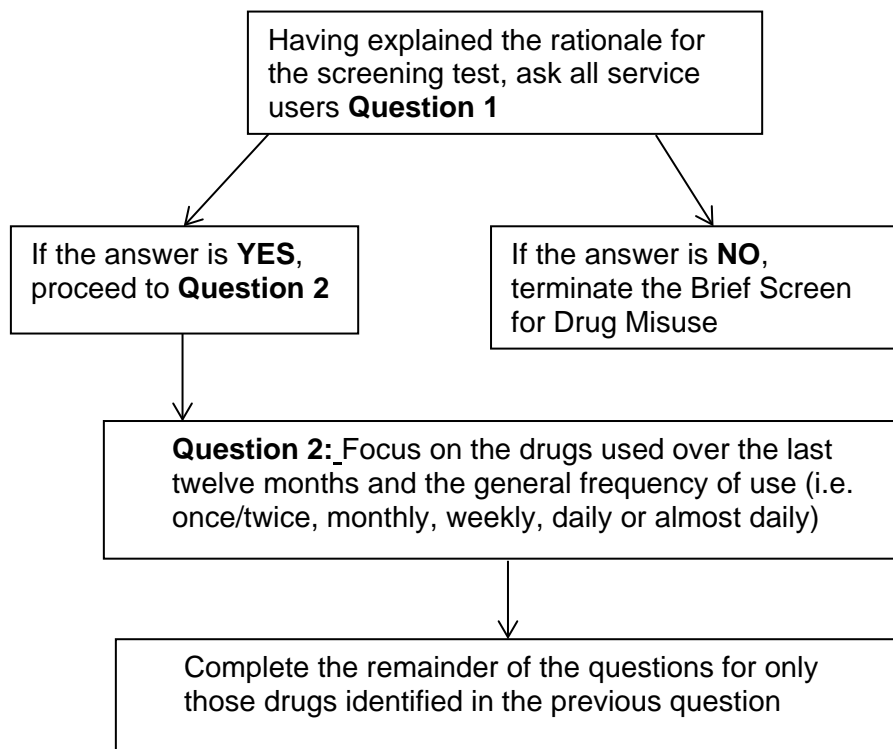 Having explained the rationale for
the screening test, ask all service
users Question 1
If the answer is YES,
proceed to Question 2
If the answer is NO,
terminate the Brief Screen
for Drug Misuse
Question 2: Focus on the drugs used over the last
twelve months and the general frequency of use (i.e.
once/twice, monthly, weekly, daily or almost daily)
Complete the remainder of the questions for only
those drugs identified in the previous question